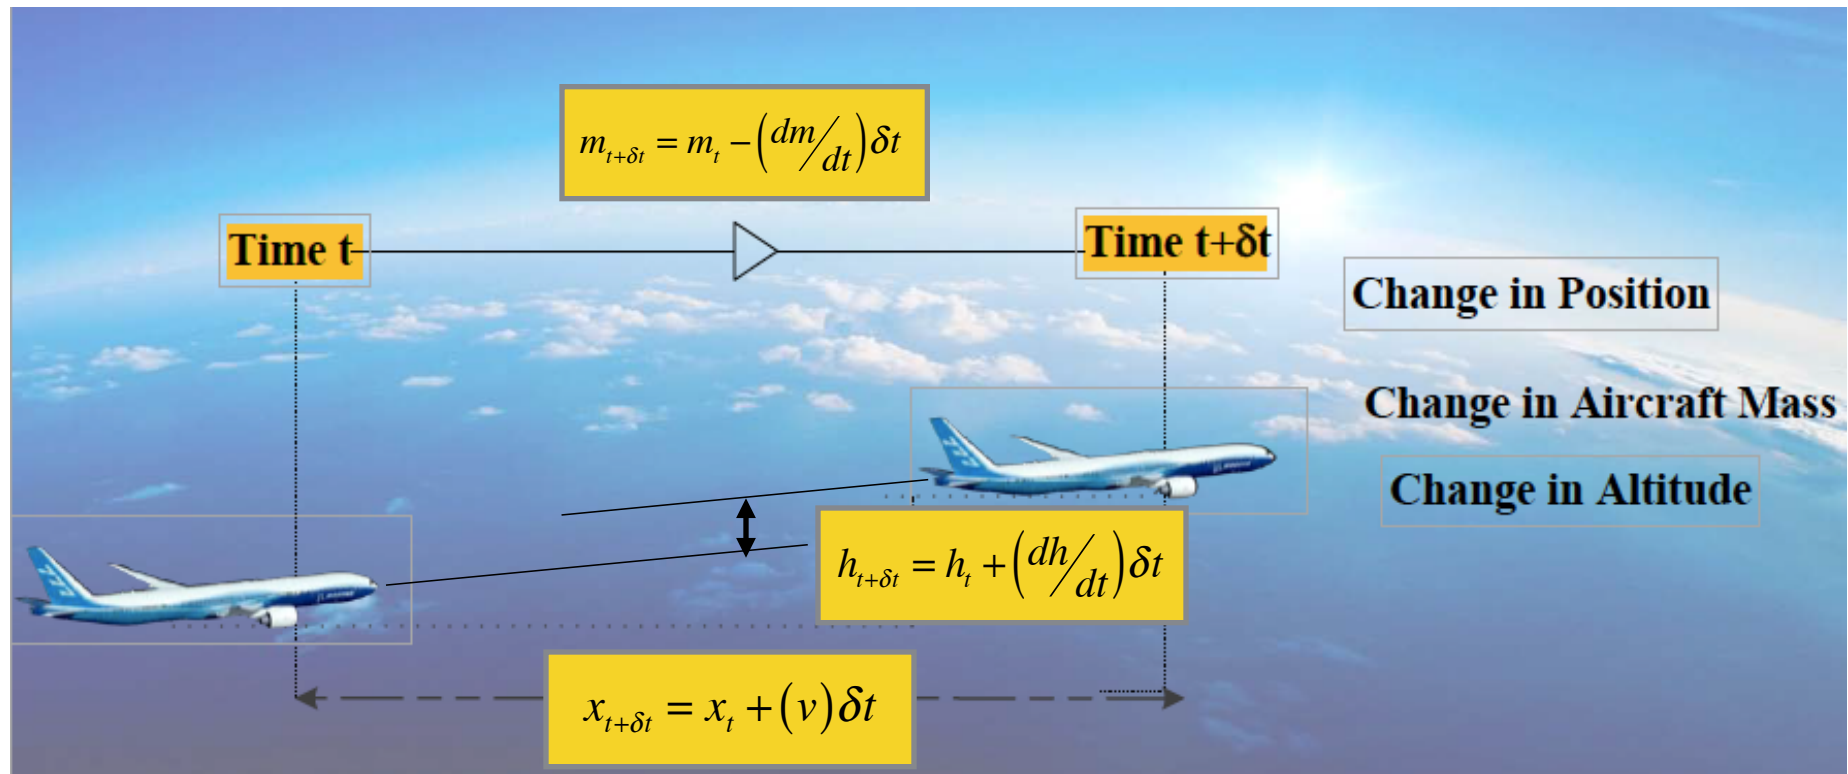 m_{t+δt} = m_t − (dm/dt)δt
Time t
Time t+δt
Change in Position
Change in Aircraft Mass
Change in Altitude
h_{t+δt} = h_t + (dh/dt)δt
x_{t+δt} = x_t + (v)δt